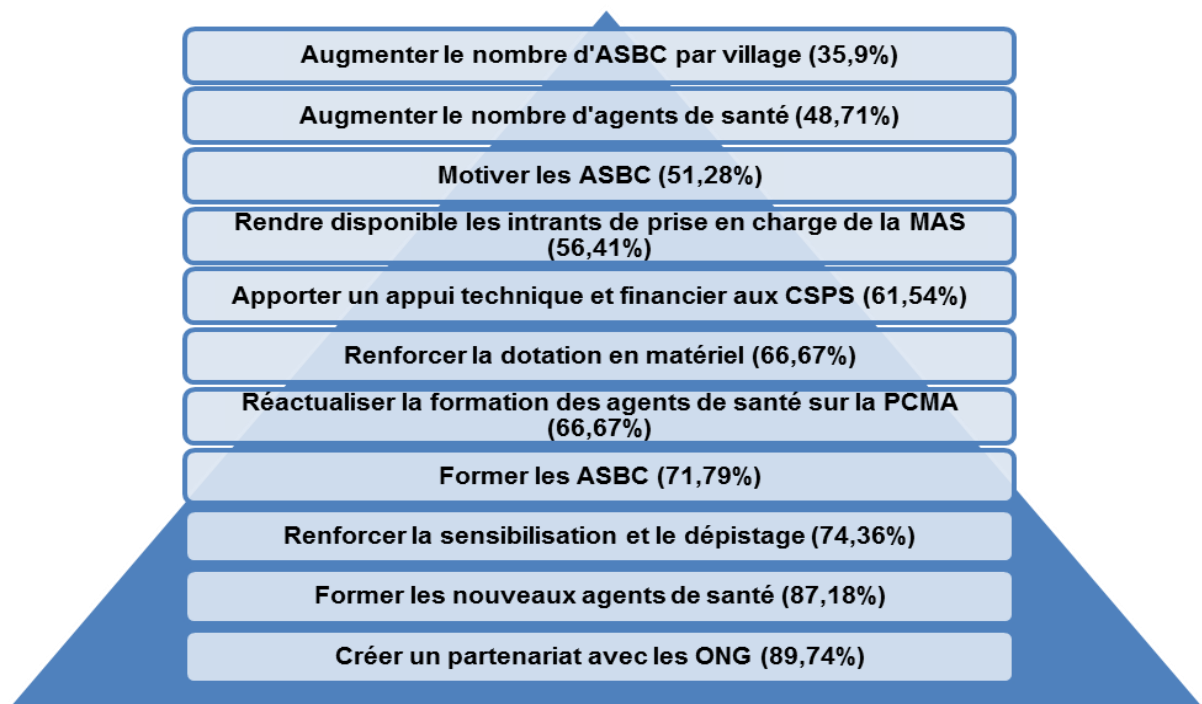 Augmenter le nombre d'ASBC par village (35,9%)
Augmenter le nombre d'agents de santé (48,71%)
Motiver les ASBC (51,28%)
Rendre disponible les intrants de prise en charge de la MAS
(56,41%)
Apporter un appui technique et financier aux CSPS (61,54%)
Renforcer la dotation en matériel (66,67%)
Réactualiser la formation des agents de santé sur la PCMA
(66,67%)
Former les ASBC (71,79%)
Renforcer la sensibilisation et le dépistage (74,36%)
Former les nouveaux agents de santé (87,18%)
Créer un partenariat avec les ONG (89,74%)